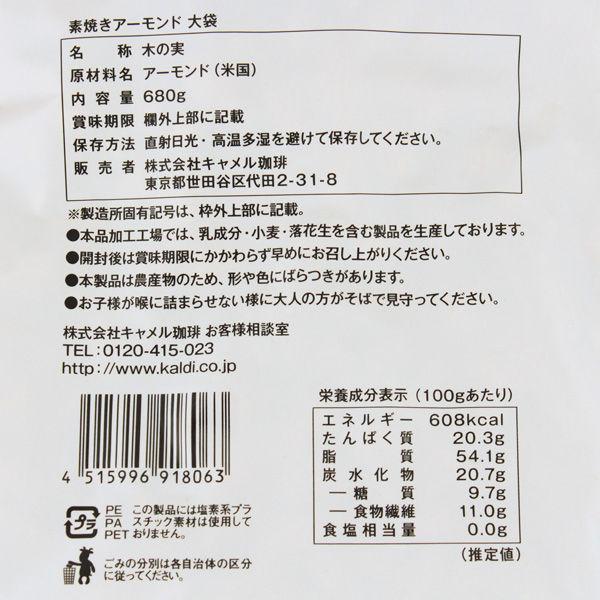 素焼きアーモンド 大袋
名称 木の実
原材料名 アーモンド（米国）
内容量 680g
賞味期限 欄外上部に記載
保存方法 直射日光・高温多湿を避けて保存してください。
販売者 株式会社キャメル珈琲
東京都世田谷区代田2-31-8
※製造所固有記号は、枠外上部に記載。
●本品加工工場では、乳成分・小麦・落花生を含む製品を生産しております。
●開封後は賞味期限にかかわらず早めにお召し上がりください。
●本製品は農産物のため、形や色にばらつきがあります。
●お子様が喉に詰まらせない様に大人の方がそばで見守ってください。
株式会社キャメル珈琲 お客様相談室
TEL：0120-415-023
http://www.kaldi.co.jp
4 515996 918063
栄養成分表示（100gあたり）
エネルギー 608kcal
たんぱく質 20.3g
脂質 54.1g
炭水化物 20.7g
―糖質 9.7g
―食物繊維 11.0g
食塩相当量 0.0g
（推定値）
プラ
PE
PA
PET
この製品には塩素系プラ
スチック素材は使用して
おりません。
ごみの分別は各自治体の区分
に従ってください。